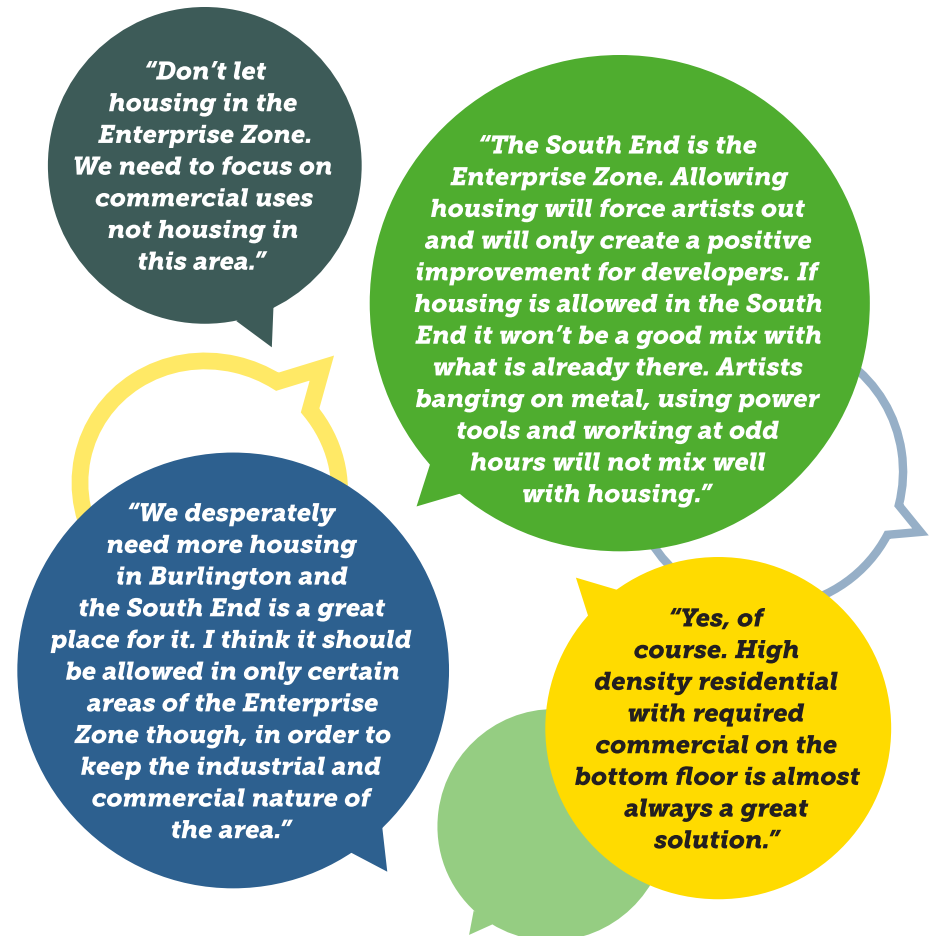 “Don’t let
housing in the
Enterprise Zone.
We need to focus on
commercial uses
not housing in
this area.”
“The South End is the
Enterprise Zone. Allowing
housing will force artists out
and will only create a positive
improvement for developers. If
housing is allowed in the South
End it won’t be a good mix with
what is already there. Artists
banging on metal, using power
tools and working at odd
hours will not mix well
with housing.”
“We desperately
need more housing
in Burlington and
the South End is a great
place for it. I think it should
be allowed in only certain
areas of the Enterprise
Zone though, in order to
keep the industrial and
commercial nature of
the area.”
“Yes, of
course. High
density residential
with required
commercial on the
bottom floor is almost
always a great
solution.”